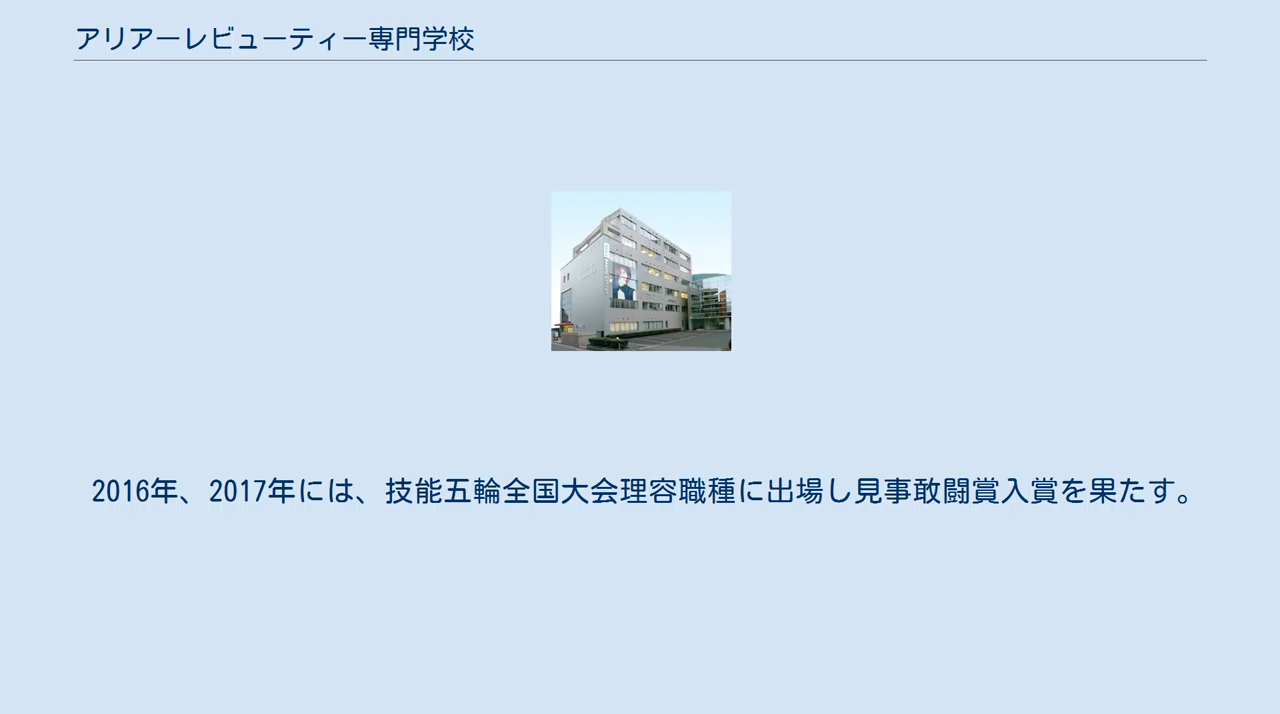 アリアーレビューティー専門学校
2016年、2017年には、技能五輪全国大会理容職種に出場し見事敢闘賞入賞を果たす。